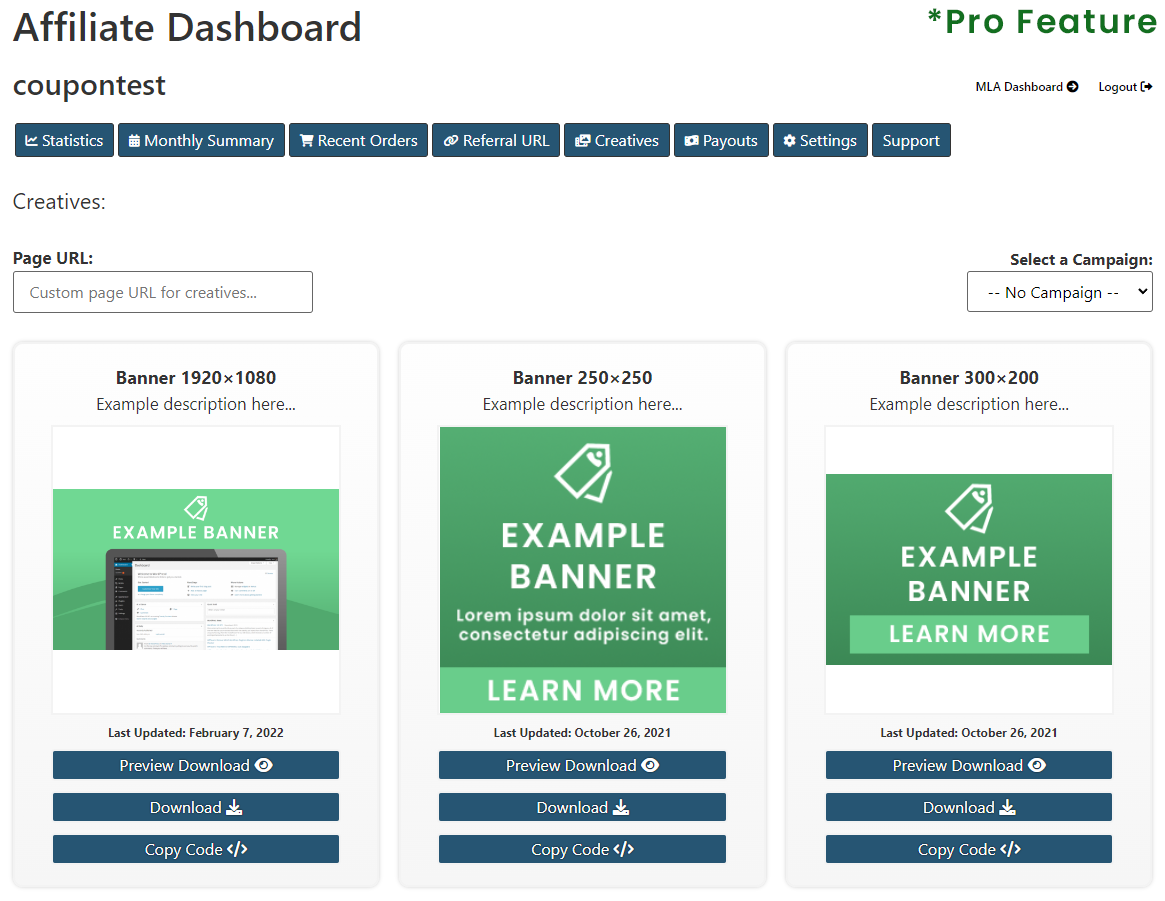 Affiliate Dashboard
*Pro Feature
coupontest
MLA Dashboard Logout
Statistics Monthly Summary Recent Orders Referral URL Creatives Payouts Settings Support
Creatives:
Page URL:
Select a Campaign:
Custom page URL for creatives...
-- No Campaign --
Banner 1920×1080
Example description here...
EXAMPLE BANNER
Last Updated: February 7, 2022
Preview Download
Download
Copy Code
Banner 250×250
Example description here...
EXAMPLE
BANNER
Lorem ipsum dolor sit amet,
consectetur adipiscing elit.
LEARN MORE
Last Updated: October 26, 2021
Preview Download
Download
Copy Code
Banner 300×200
Example description here...
EXAMPLE
BANNER
LEARN MORE
Last Updated: October 26, 2021
Preview Download
Download
Copy Code